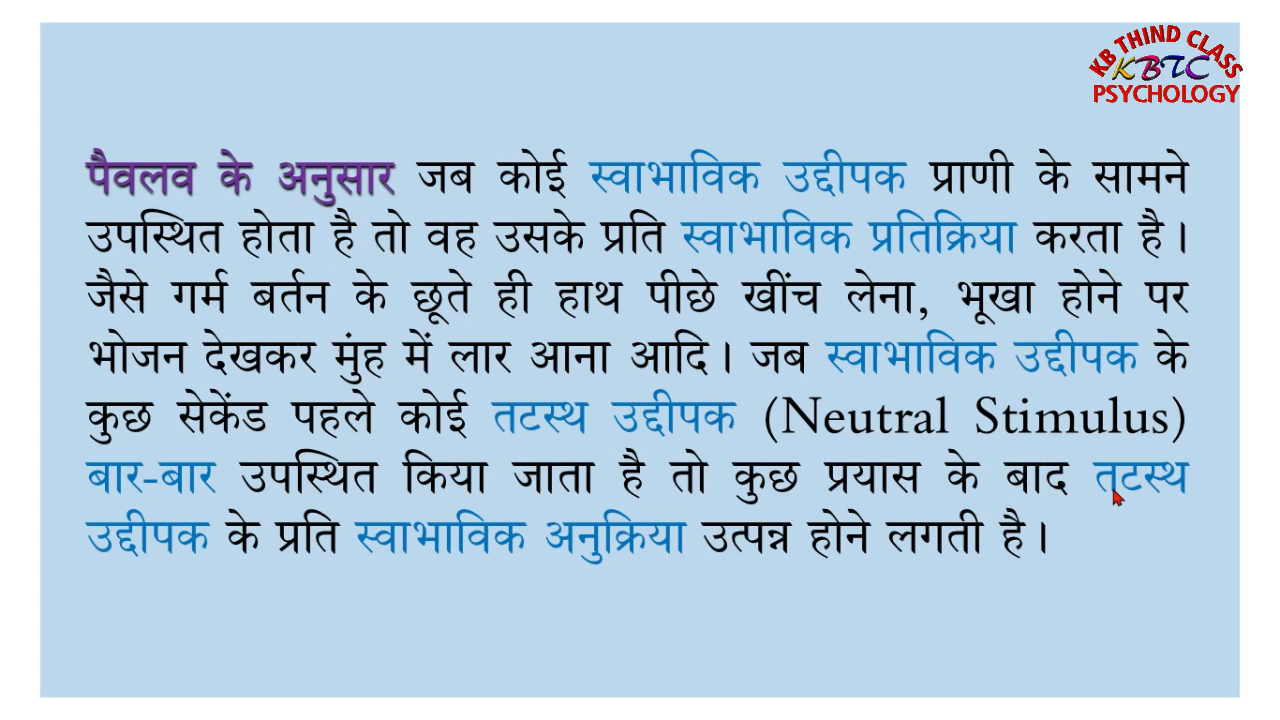 KB THIND CLASS
KBTC
PSYCHOLOGY
पैवलव के अनुसार जब कोई स्वाभाविक उद्दीपक प्राणी के सामने
उपस्थित होता है तो वह उसके प्रति स्वाभाविक प्रतिक्रिया करता है।
जैसे गर्म बर्तन के छूते ही हाथ पीछे खींच लेना, भूखा होने पर
भोजन देखकर मुंह में लार आना आदि। जब स्वाभाविक उद्दीपक के
कुछ सेकेंड पहले कोई तटस्थ उद्दीपक (Neutral Stimulus)
बार-बार उपस्थित किया जाता है तो कुछ प्रयास के बाद तटस्थ
उद्दीपक के प्रति स्वाभाविक अनुक्रिया उत्पन्न होने लगती है।